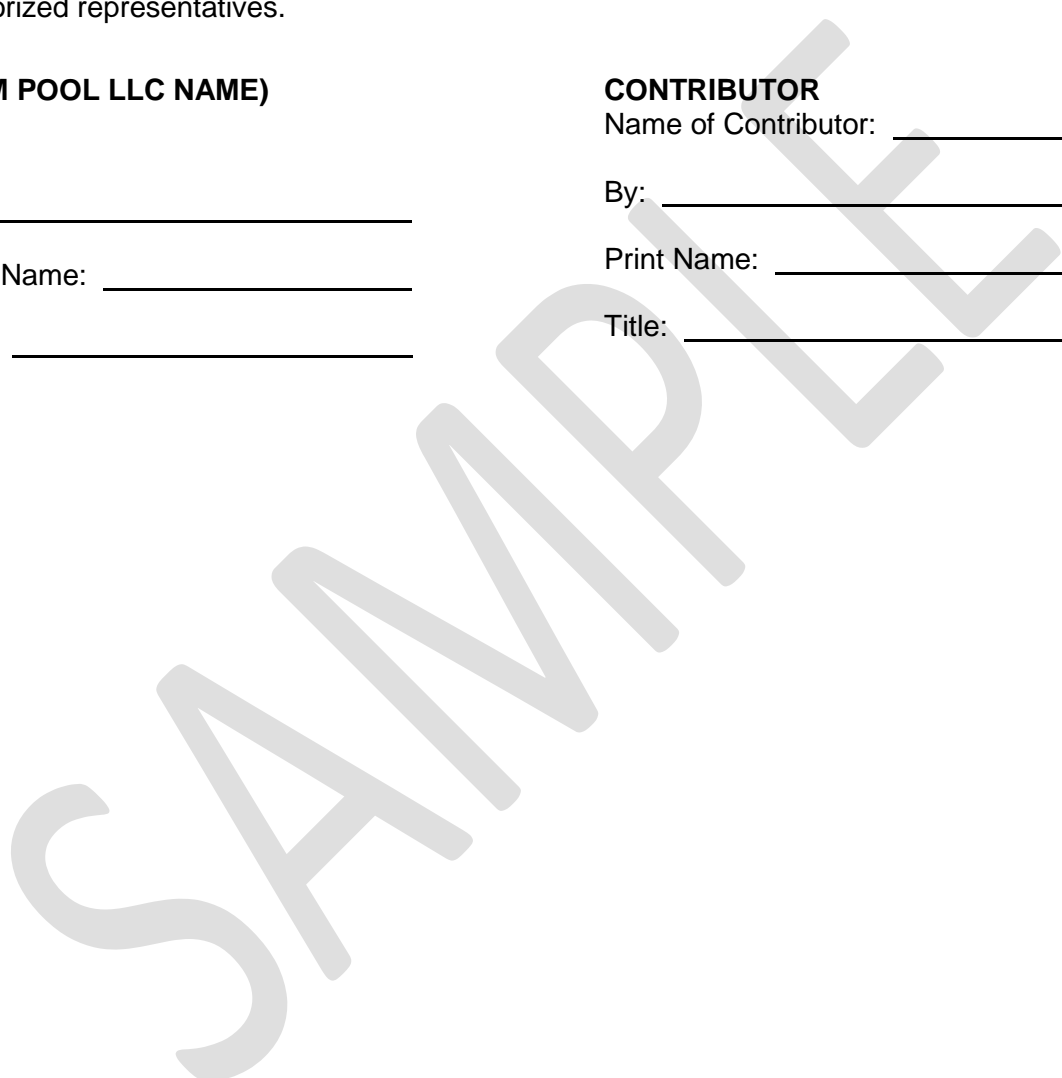 orized representatives.
M POOL LLC NAME)
Name:
CONTRIBUTOR
Name of Contributor:
By:
Print Name:
Title:
SAMPLE